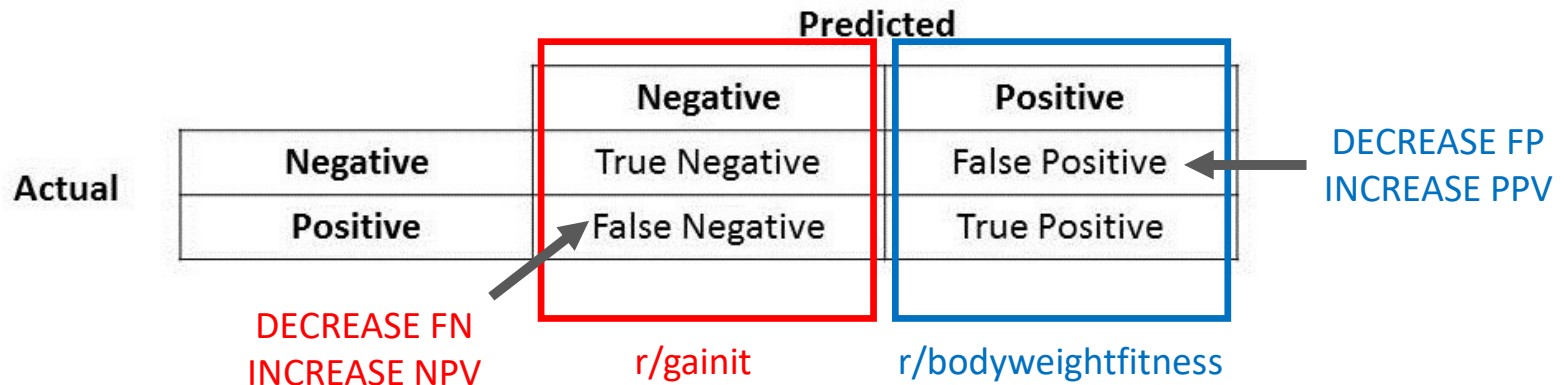 Predicted
Negative Positive
Actual Negative True Negative False Positive
Positive False Negative True Positive
DECREASE FP
INCREASE PPV
DECREASE FN
INCREASE NPV
r/gainit r/bodyweightfitness